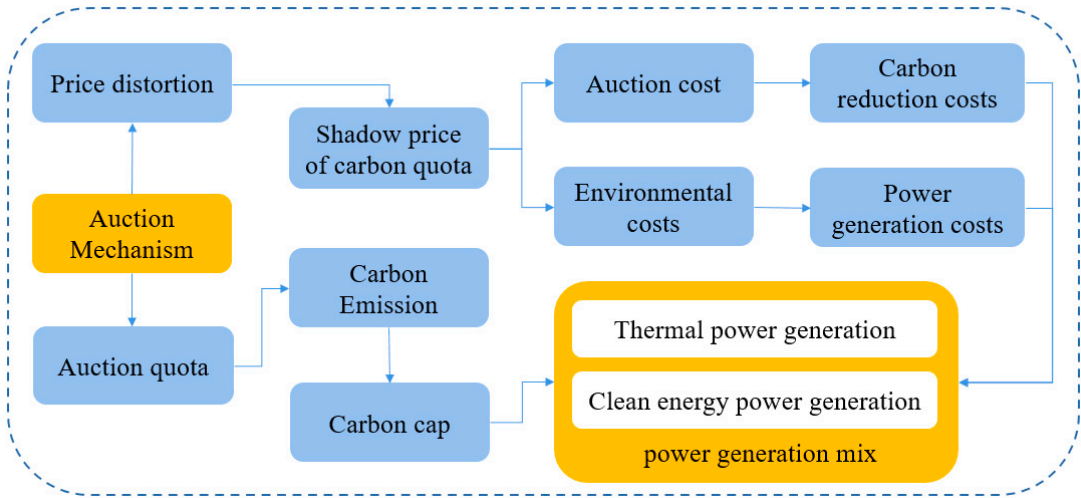 Price distortion
Auction
Mechanism
Auction quota
Shadow price
of carbon quota
Carbon
Emission
Carbon cap
Auction cost
Carbon
reduction costs
Environmental
costs
Power
generation costs
Thermal power generation
Clean energy power generation
power generation mix